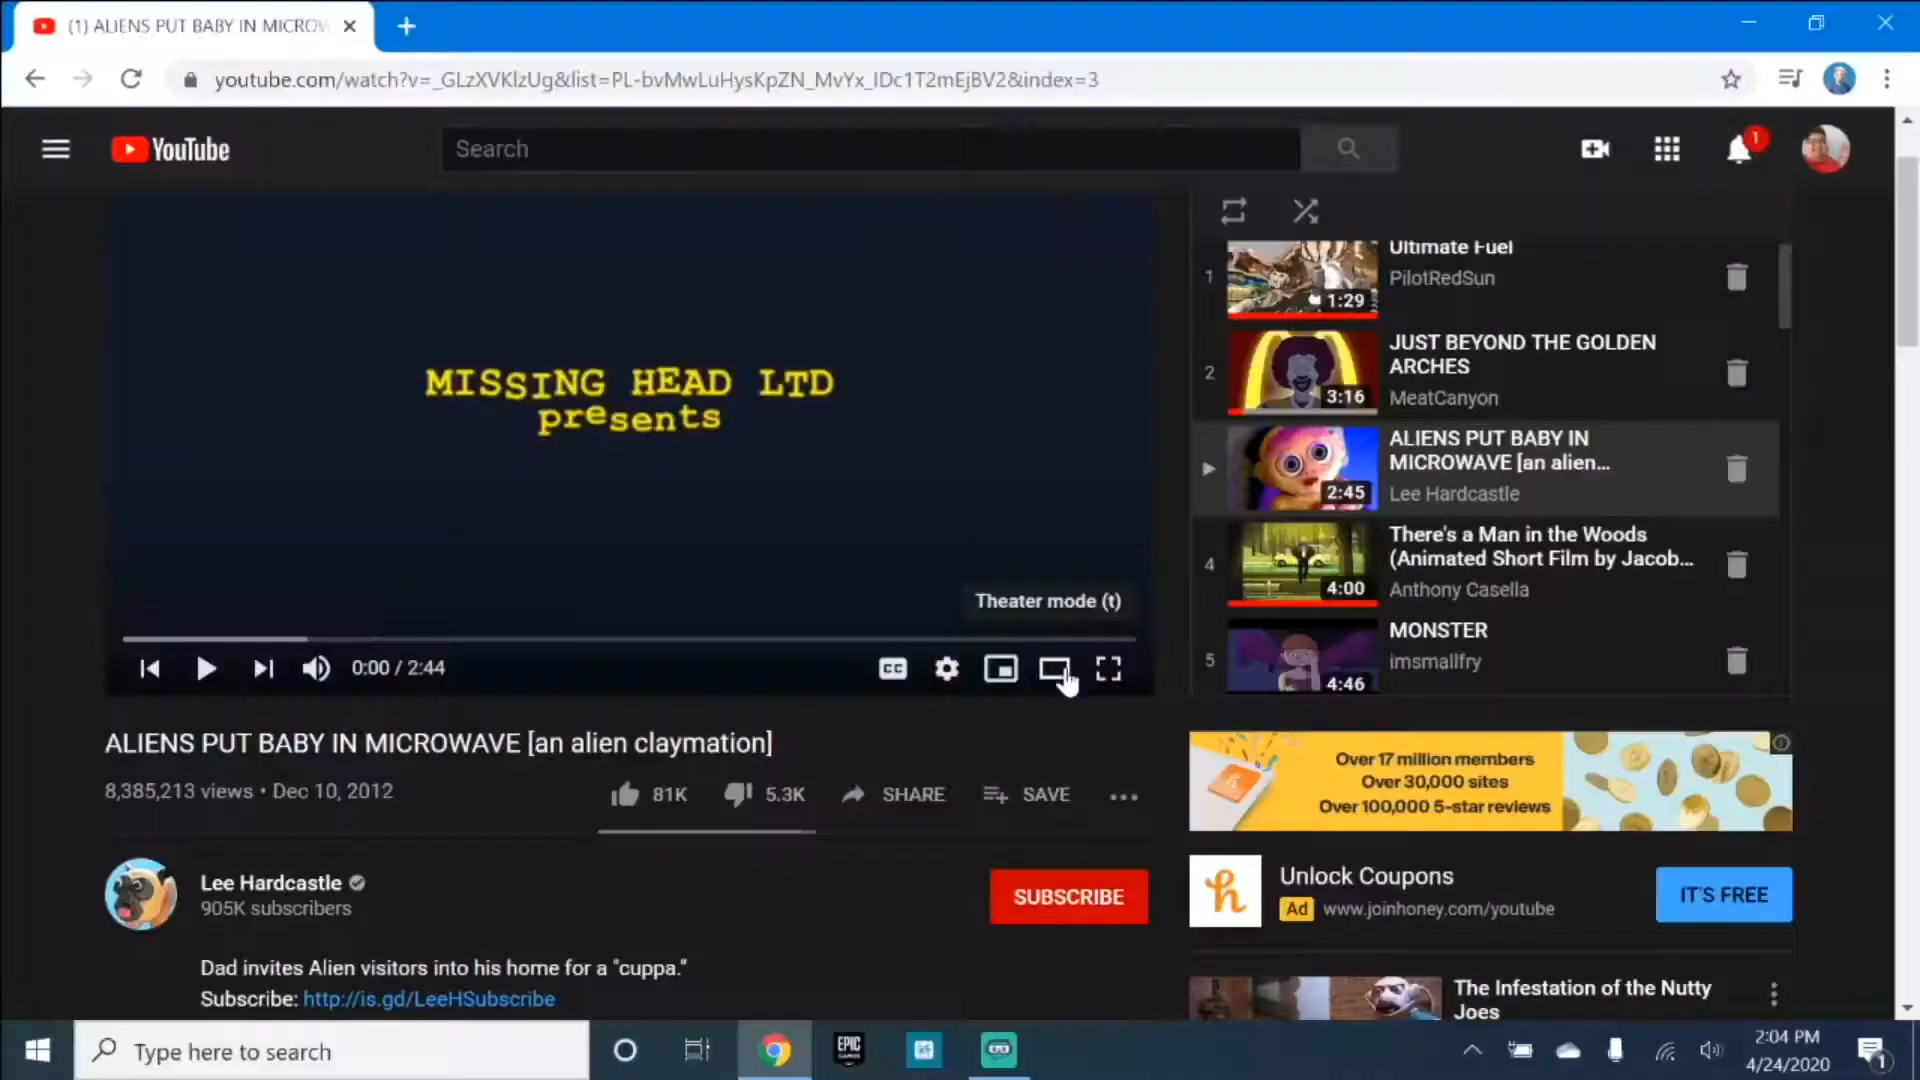 (1) ALIENS PUT BABY IN MICROW
youtube.com/watch?v=_GLzXVKlzUg&list=PL-bvMwLuHysKpZN_MvYx_IDc1T2mEjBV2&index=3
YouTube
Search
1
MISSING HEAD LTD
presents
Theater mode (t)
0:00 / 2:44
CC
1
1:29
Ultimate Fuel
PilotRedSun
2
3:16
JUST BEYOND THE GOLDEN
ARCHES
MeatCanyon
2:45
ALIENS PUT BABY IN
MICROWAVE [an alien...
Lee Hardcastle
4
4:00
There's a Man in the Woods
(Animated Short Film by Jacob...
Anthony Casella
5
4:46
MONSTER
imsmallfry
ALIENS PUT BABY IN MICROWAVE [an alien claymation]
8,385,213 views • Dec 10, 2012
81K
5.3K
SHARE
SAVE
Lee Hardcastle
905K subscribers
SUBSCRIBE
Dad invites Alien visitors into his home for a "cuppa."
Subscribe: http://is.gd/LeeHSubscribe
Over 17 million members
Over 30,000 sites
Over 100,000 5-star reviews
h
Unlock Coupons
Ad www.joinhoney.com/youtube
IT'S FREE
The Infestation of the Nutty
Joes
Type here to search
EPIC
GAMES
2:04 PM
4/24/2020
1